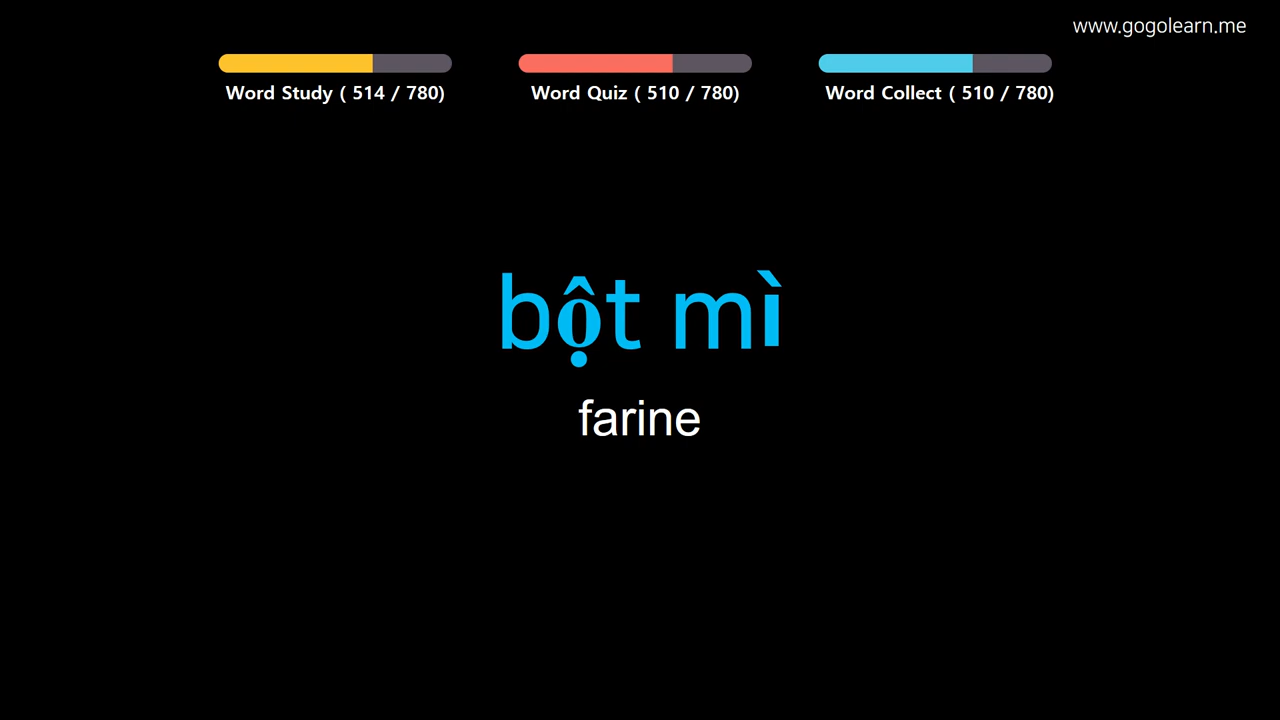 www.gogolearn.me
Word Study ( 514 / 780)
Word Quiz ( 510 / 780)
Word Collect ( 510 / 780)
bột mì
farine